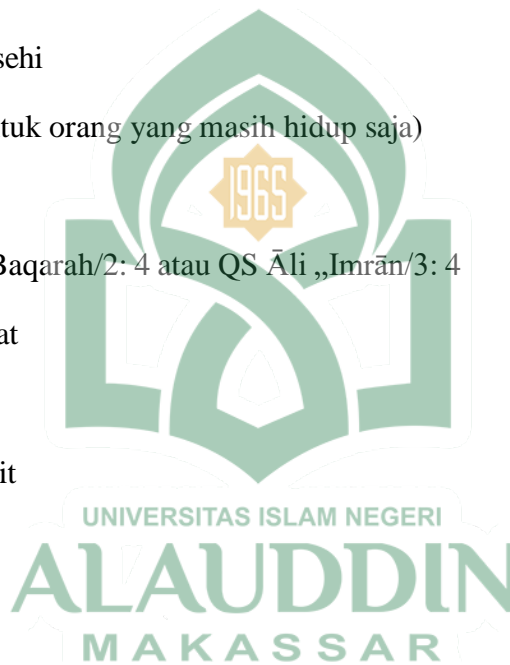 sehi
tuk orang yang masih hidup saja)
1965
Baqarah/2: 4 atau QS Āli „Imrān/3: 4
at
it
UNIVERSITAS ISLAM NEGERI
ALAUDDIN
MAKASSAR